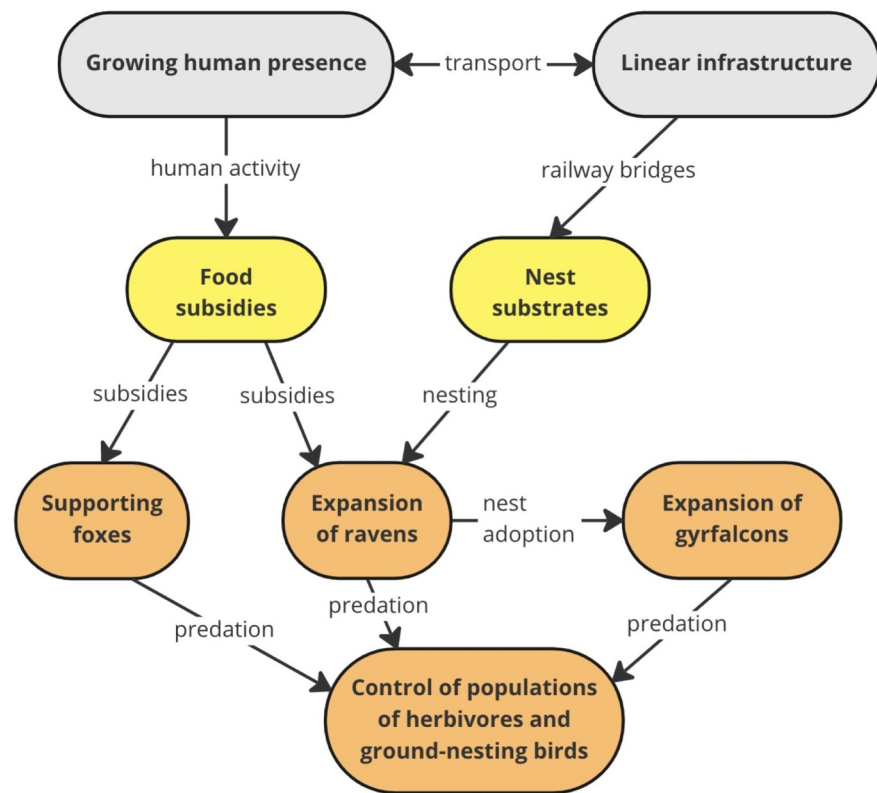 Growing human presence
transport
Linear infrastructure
human activity
railway bridges
Food
subsidies
Nest
substrates
subsidies
subsidies
nesting
Supporting
foxes
Expansion
of ravens
nest
adoption
Expansion of
gyrfalcons
predation
predation
predation
Control of populations
of herbivores and
ground-nesting birds